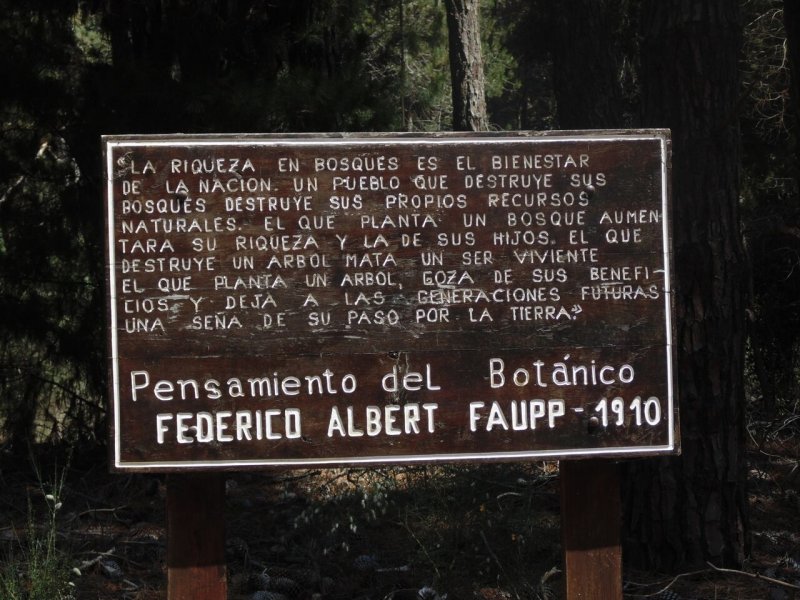 "LA RIQUEZA EN BOSQUES ES EL BIENESTAR
DE LA NACION. UN PUEBLO QUE DESTRUYE SUS
BOSQUES DESTRUYE SUS PROPIOS RECURSOS
NATURALES. EL QUE PLANTA UN BOSQUE AUMEN
TARA SU RIQUEZA Y LA DE SUS HIJOS. EL QUE
DESTRUYE UN ARBOL MATA UN SER VIVIENTE
EL QUE PLANTA UN ARBOL, GOZA DE SUS BENEFI-
CIOS Y DEJA A LAS GENERACIONES FUTURAS
UNA SEÑA DE SU PASO POR LA TIERRA."
Pensamiento del Botánico
FEDERICO ALBERT FAUPP - 1910